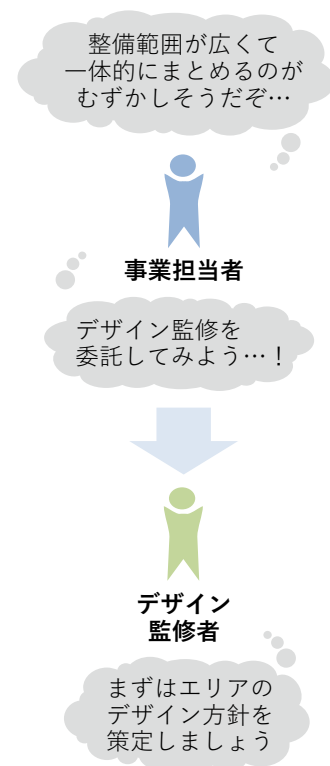 整備範囲が広くて
一体的にまとめるのが
むずかしそうだぞ…
事業担当者
デザイン監修を
委託してみよう…！
デザイン
監修者
まずはエリアの
デザイン方針を
策定しましょう